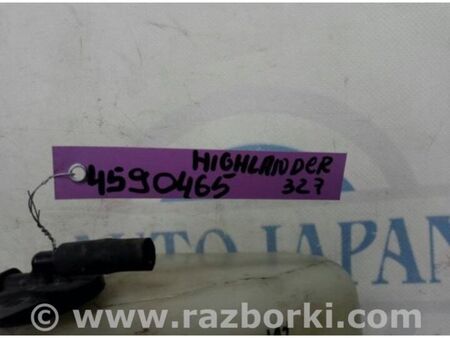 HIGHLANDER
4590465 327
AUTO JAPAN
© www.razborki.com